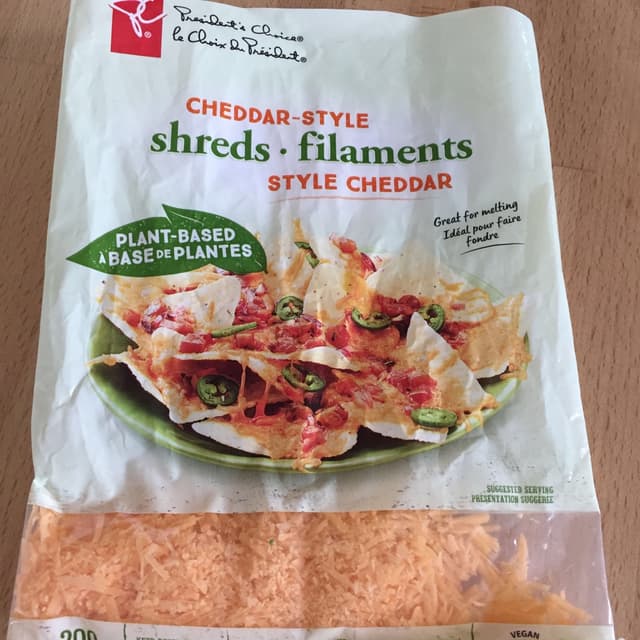 President's Choice®
le Choix du Président®
CHEDDAR-STYLE
shreds · filaments
STYLE CHEDDAR
Great for melting
Idéal pour faire
fondre
PLANT-BASED
À BASE DE PLANTES
SUGGESTED SERVING
PRÉSENTATION SUGGÉRÉE
VEGAN